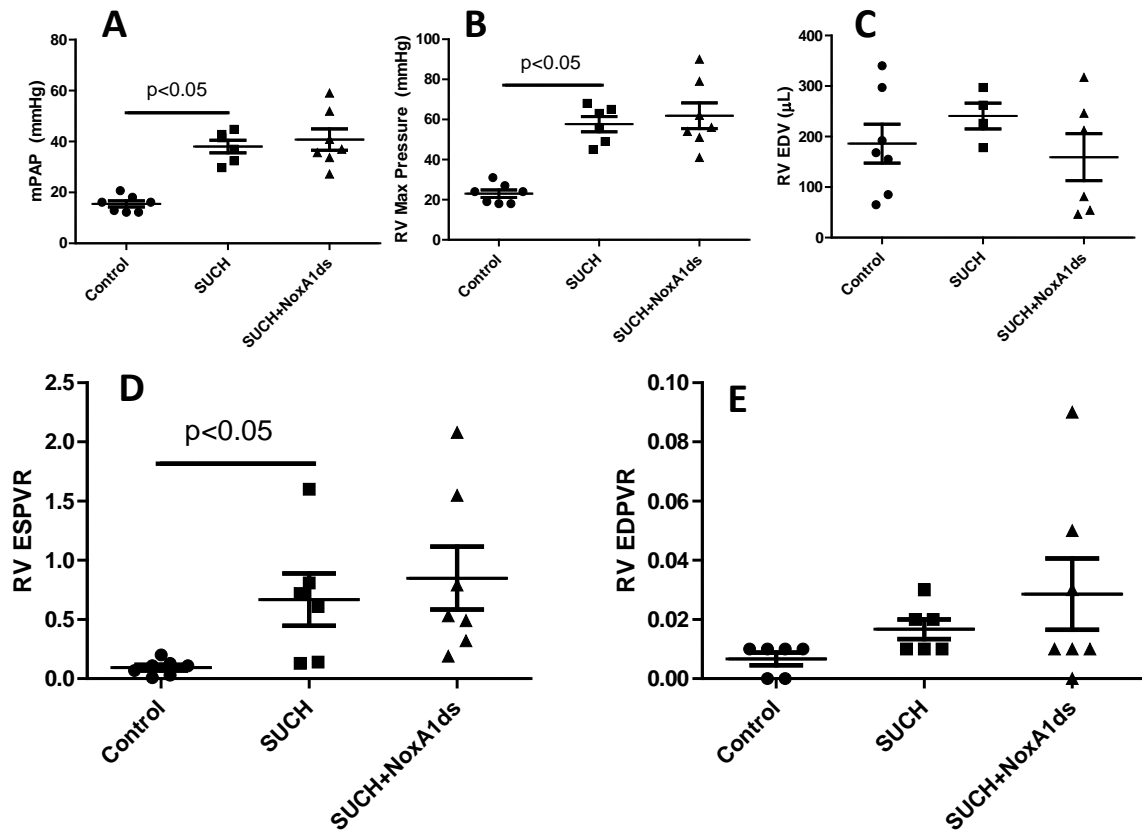 A
mPAP (mmHg)
80
60
40
20
0
p<0.05
Control
SUCH
SUCH+NoxA1ds
B
RV Max Pressure (mmHg)
100
80
60
40
20
0
p<0.05
Control
SUCH
SUCH+NoxA1ds
C
RV EDV (µL)
400
300
200
100
0
Control
SUCH
SUCH+NoxA1ds
D
RV ESPVR
2.5
2.0
1.5
1.0
0.5
0.0
p<0.05
Control
SUCH
SUCH+NoxA1ds
E
RV EDPVR
0.10
0.08
0.06
0.04
0.02
0.00
Control
SUCH
SUCH+NoxA1ds